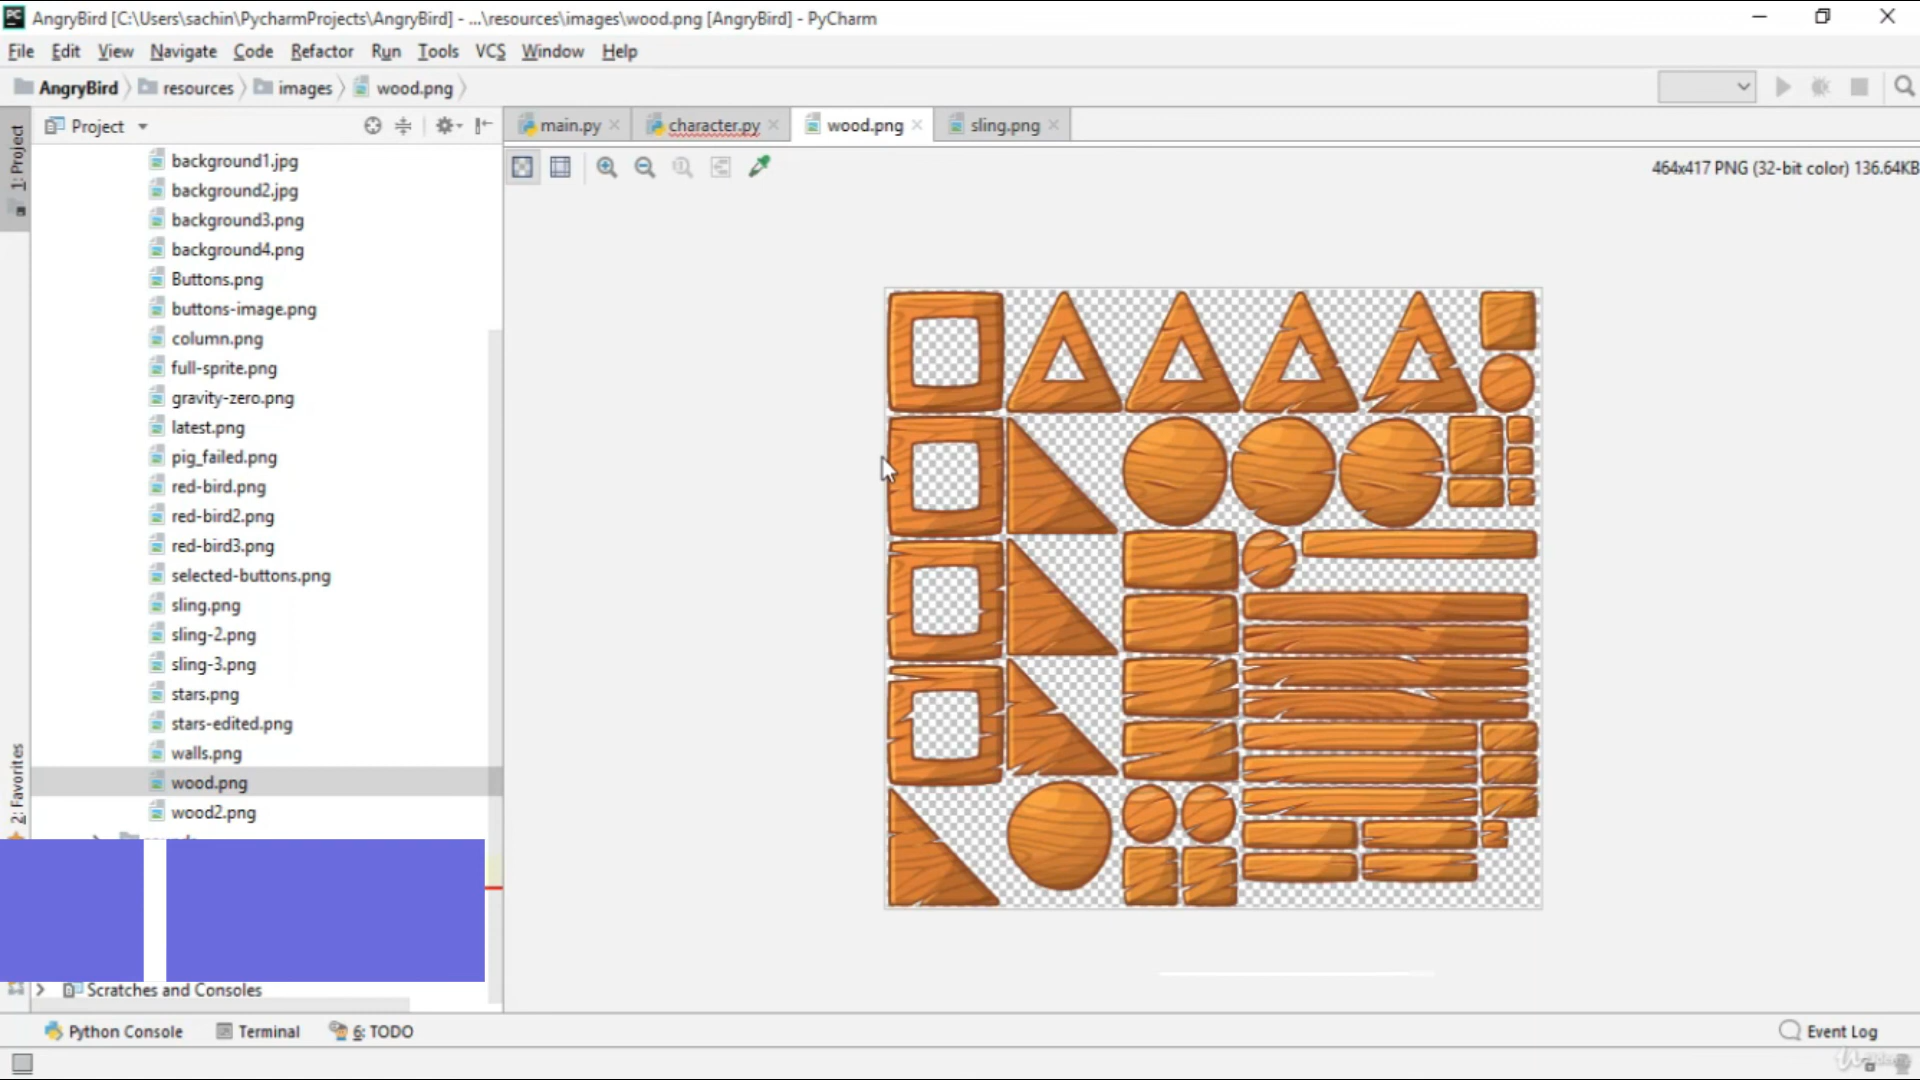 AngryBird [C:\Users\sachin\PycharmProjects\AngryBird] - ...\resources\images\wood.png [AngryBird] - PyCharm
File Edit View Navigate Code Refactor Run Tools VCS Window Help
AngryBird resources images wood.png
1: Project
Project
main.py character.py wood.png sling.png
464x417 PNG (32-bit color) 136.64KB
background1.jpg
background2.jpg
background3.png
background4.png
Buttons.png
buttons-image.png
column.png
full-sprite.png
gravity-zero.png
latest.png
pig_failed.png
red-bird.png
red-bird2.png
red-bird3.png
selected-buttons.png
sling.png
sling-2.png
sling-3.png
stars.png
stars-edited.png
walls.png
wood.png
wood2.png
2: Favorites
Scratches and Consoles
Python Console Terminal 6: TODO Event Log